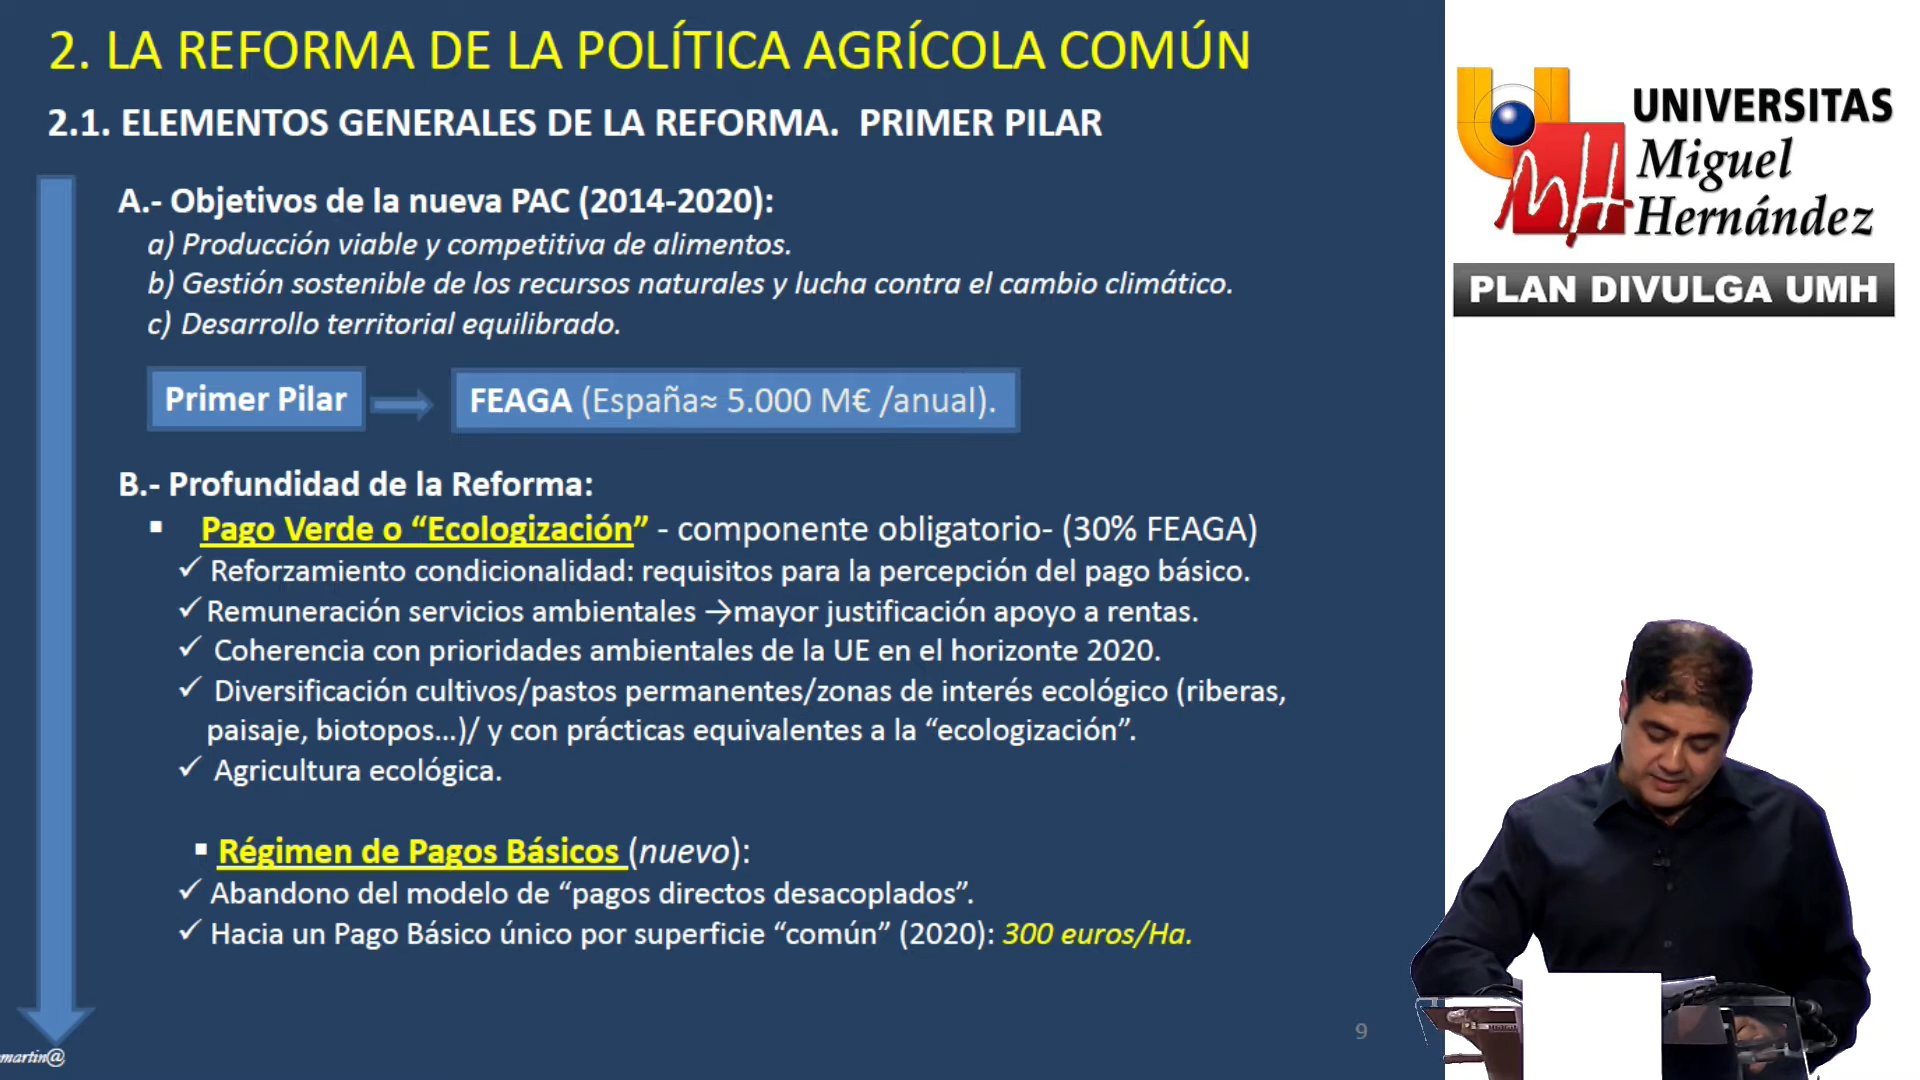 2. LA REFORMA DE LA POLÍTICA AGRÍCOLA COMÚN
2.1. ELEMENTOS GENERALES DE LA REFORMA. PRIMER PILAR
A.- Objetivos de la nueva PAC (2014-2020):
a) Producción viable y competitiva de alimentos.
b) Gestión sostenible de los recursos naturales y lucha contra el cambio climático.
c) Desarrollo territorial equilibrado.
Primer Pilar
FEAGA (España≈ 5.000 M€ /anual).
B.- Profundidad de la Reforma:
▪ Pago Verde o “Ecologización” - componente obligatorio- (30% FEAGA)
✓ Reforzamiento condicionalidad: requisitos para la percepción del pago básico.
✓ Remuneración servicios ambientales →mayor justificación apoyo a rentas.
✓ Coherencia con prioridades ambientales de la UE en el horizonte 2020.
✓ Diversificación cultivos/pastos permanentes/zonas de interés ecológico (riberas,
paisaje, biotopos…)/ y con prácticas equivalentes a la “ecologización”.
✓ Agricultura ecológica.
▪ Régimen de Pagos Básicos (nuevo):
✓ Abandono del modelo de “pagos directos desacoplados”.
✓ Hacia un Pago Básico único por superficie “común” (2020): 300 euros/Ha.
9
martin@
UNIVERSITAS
Miguel
Hernández
PLAN DIVULGA UMH